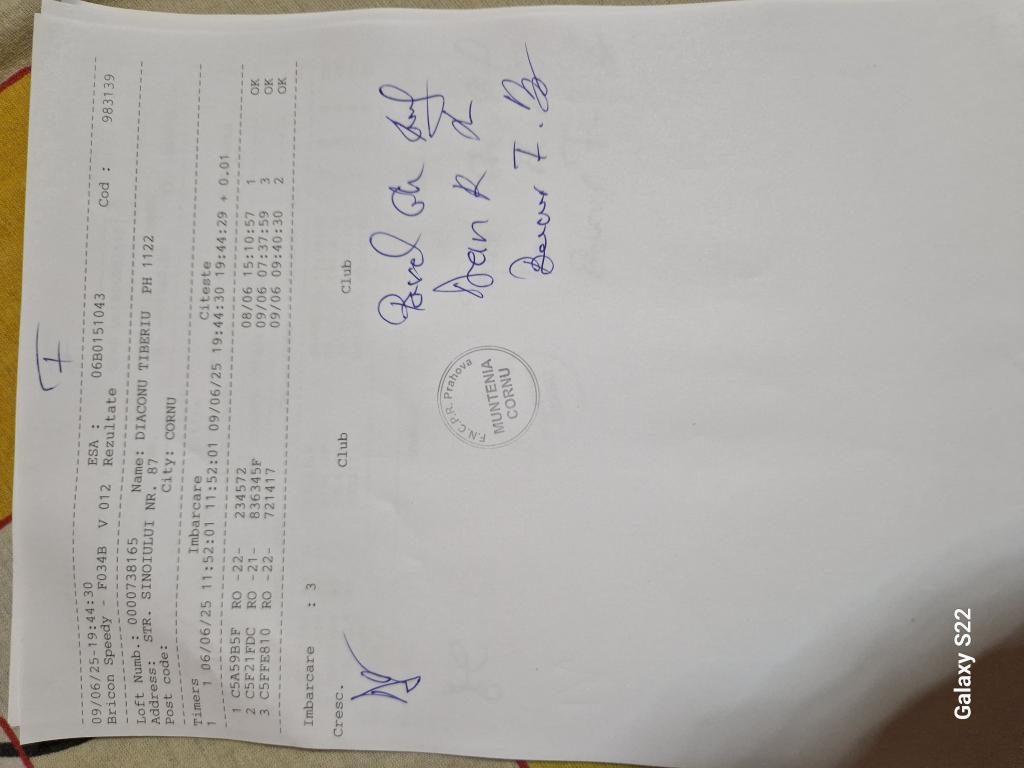 I
09/06/25-19:44:30 ESA : 06B0151043 Cod : 983139
Bricon Speedy - F034B V 012 Rezultate
Loft Numb.: 0000738165 Name: DIACONU TIBERIU PH 1122
Address: STR. SINOIULUI NR. 87
Post code: City: CORNU
Timers Imbarcare Citeste
1 1 06/06/25 11:52:01 11:52:01 09/06/25 19:44:30 19:44:29 + 0.01
1 C5A59B5F RO -22- 234572 08/06 15:10:57 1 OK
2 C5F21FDC RO -21- 836345F 09/06 07:37:59 3 OK
3 C5FFE810 RO -22- 721417 09/06 09:40:30 2 OK
Imbarcare : 3
Cresc. Club Club
F.N.C.P.R. - Prahova
MUNTENIA
CORNU
Galaxy S22